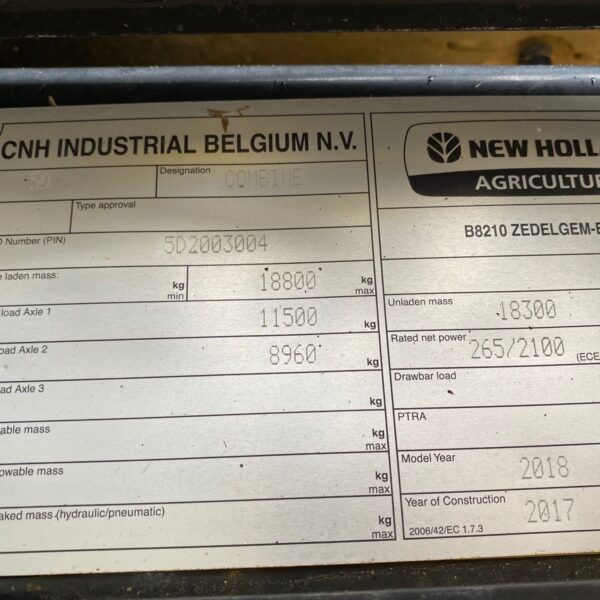 CNH INDUSTRIAL BELGIUM N.V.
5D
Designation
COMBINE
Type approval
D Number (PIN)
5D2003004
laden mass:
kg
min
18800
kg
max
load Axle 1
11500
kg
oad Axle 2
8960
kg
ad Axle 3
kg
able mass
kg
max
owable mass
kg
max
aked mass (hydraulic/pneumatic)
kg
max
NEW HOLL
AGRICULTU
B8210 ZEDELGEM-B
Unladen mass
18300
Rated net power
265/2100
(ECE
Drawbar load
PTRA
Model Year
2018
Year of Construction
2017
2006/42/EC 1.7.3